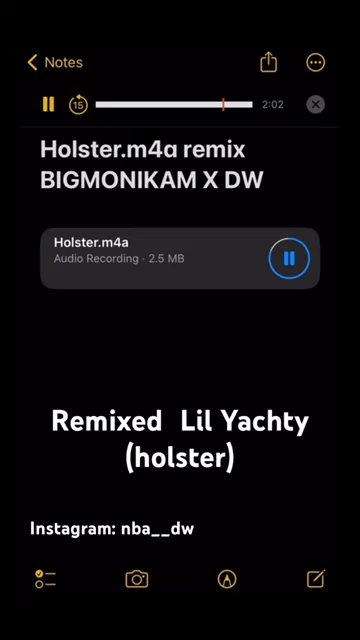 Notes
15
2:02
Holster.m4a remix
BIGMONIKAM X DW
Holster.m4a
Audio Recording · 2.5 MB
Remixed Lil Yachty
(holster)
Instagram: nba__dw